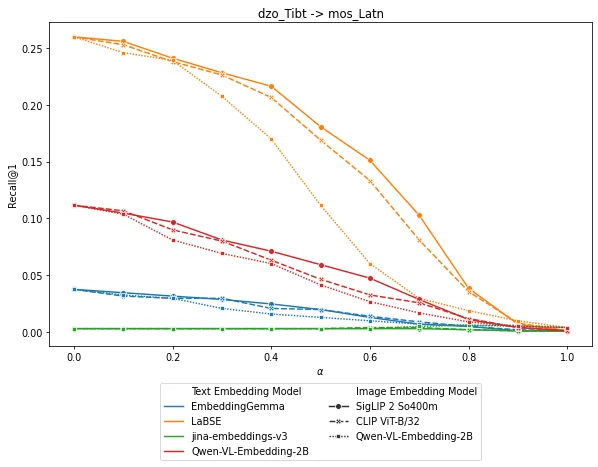 dzo_Tibt -> mos_Latn
0.25
0.20
0.15
0.10
0.05
0.00
Recall@1
0.0 0.2 0.4 0.6 0.8 1.0
α
Text Embedding Model Image Embedding Model
EmbeddingGemma SigLIP 2 So400m
LaBSE CLIP ViT-B/32
jina-embeddings-v3 Qwen-VL-Embedding-2B
Qwen-VL-Embedding-2B